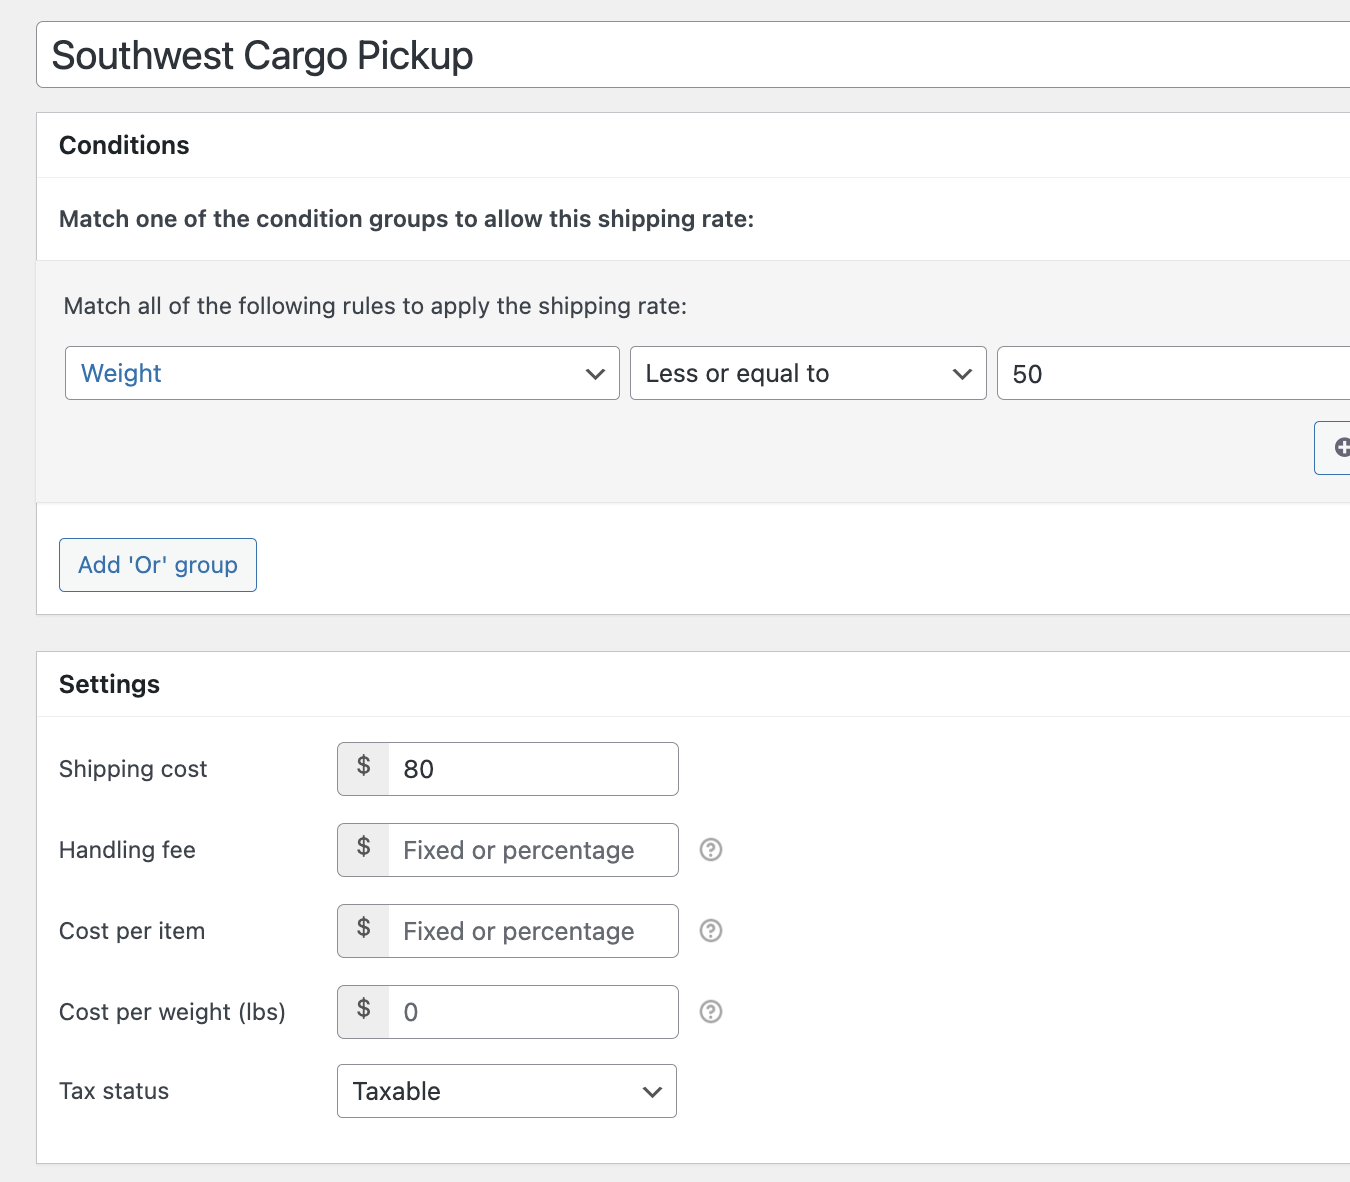 Southwest Cargo Pickup
Conditions
Match one of the condition groups to allow this shipping rate:
Match all of the following rules to apply the shipping rate:
Weight Less or equal to 50
Add 'Or' group
Settings
Shipping cost $ 80
Handling fee $ Fixed or percentage ?
Cost per item $ Fixed or percentage ?
Cost per weight (lbs) $ 0 ?
Tax status Taxable